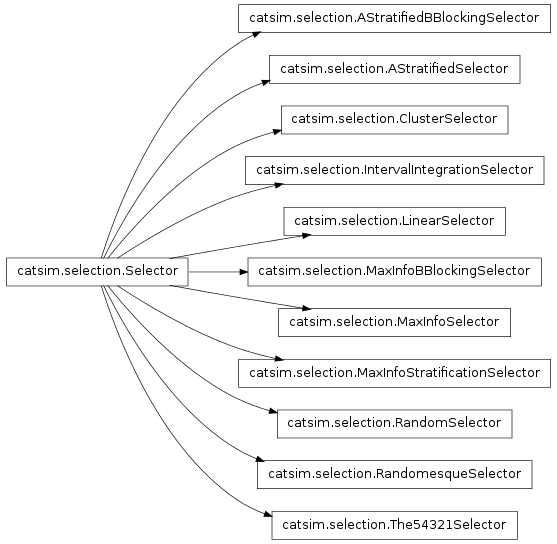 catsim.selection.AStratifiedBBlockingSelector
catsim.selection.AStratifiedSelector
catsim.selection.ClusterSelector
catsim.selection.IntervalIntegrationSelector
catsim.selection.LinearSelector
catsim.selection.Selector
catsim.selection.MaxInfoBBlockingSelector
catsim.selection.MaxInfoSelector
catsim.selection.MaxInfoStratificationSelector
catsim.selection.RandomSelector
catsim.selection.RandomesqueSelector
catsim.selection.The54321Selector